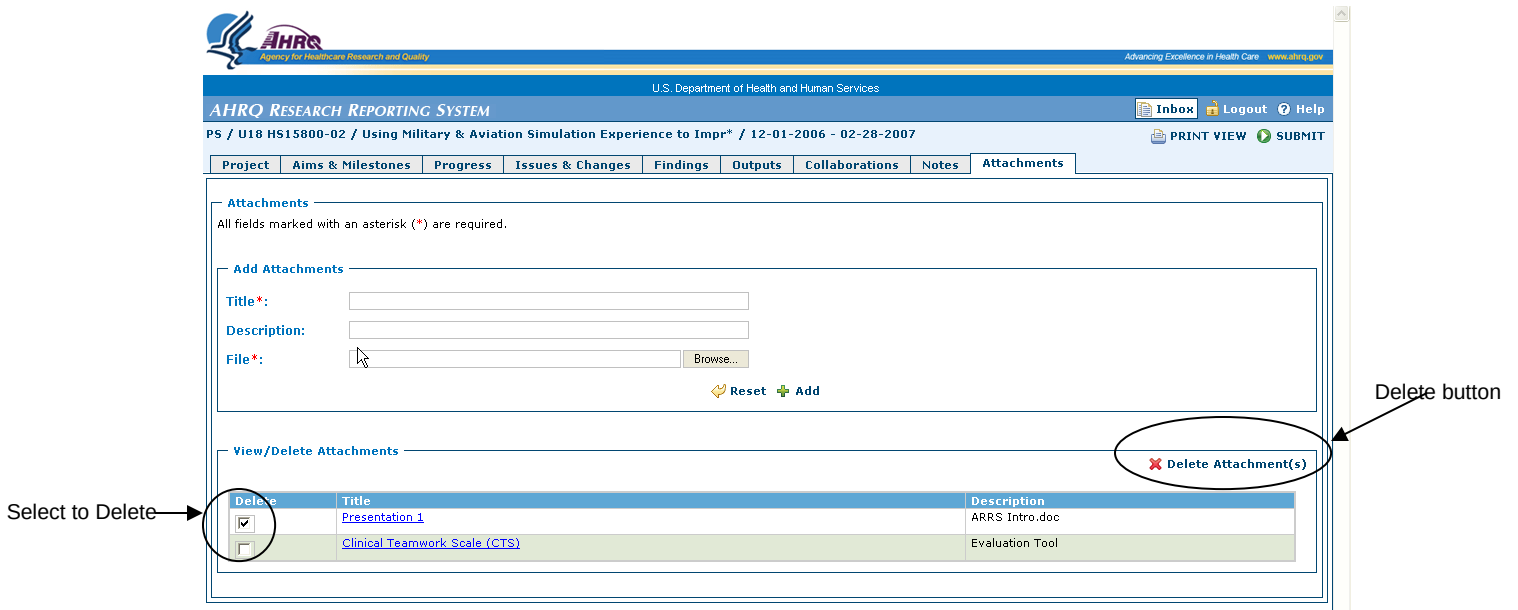 AHRQ
Agency for Healthcare Research and Quality
Advancing Excellence in Health Care www.ahrq.gov
U.S. Department of Health and Human Services
AHRQ RESEARCH REPORTING SYSTEM
Inbox Logout Help
PS / U18 HS15800-02 / Using Military & Aviation Simulation Experience to Impr* / 12-01-2006 - 02-28-2007
PRINT VIEW SUBMIT
Project Aims & Milestones Progress Issues & Changes Findings Outputs Collaborations Notes Attachments
Attachments
All fields marked with an asterisk (*) are required.
Add Attachments
Title*:
Description:
File*: Browse...
Reset Add
Delete button
View/Delete Attachments
Delete Attachment(s)
Select to Delete
Delete Title Description
Presentation 1 ARRS Intro.doc
Clinical Teamwork Scale (CTS) Evaluation Tool